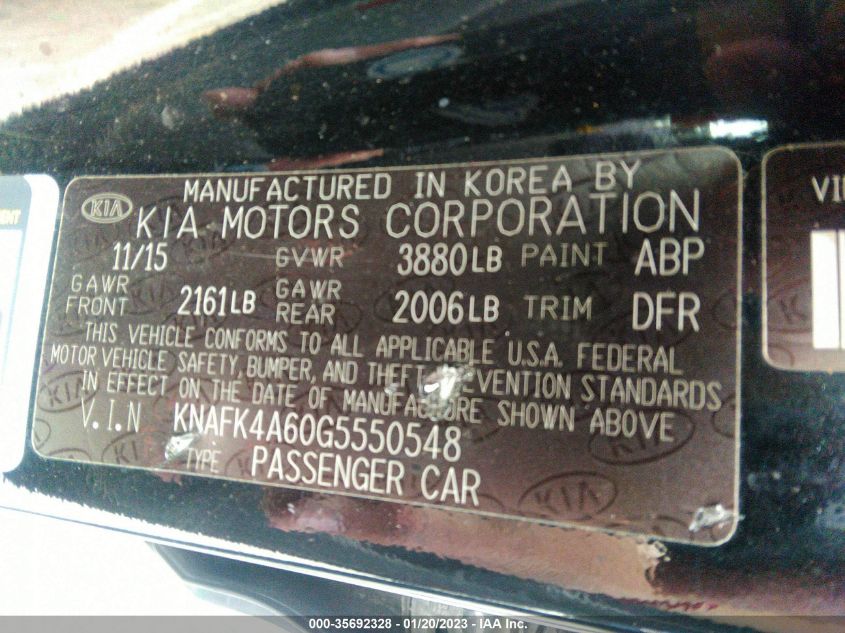 MANUFACTURED IN KOREA BY
KIA KIA MOTORS CORPORATION
11/15 GVWR 3880LB PAINT ABP
GAWR FRONT 2161LB GAWR REAR 2006LB TRIM DFR
THIS VEHICLE CONFORMS TO ALL APPLICABLE U.S.A. FEDERAL
MOTOR VEHICLE SAFETY, BUMPER, AND THEFT EVENTION STANDARDS
IN EFFECT ON THE DATE OF MANUFACTURE SHOWN ABOVE
V.I.N KNAFK4A60G5550548
TYPE PASSENGER CAR
000-35692328 - 01/20/2023 - IAA Inc.